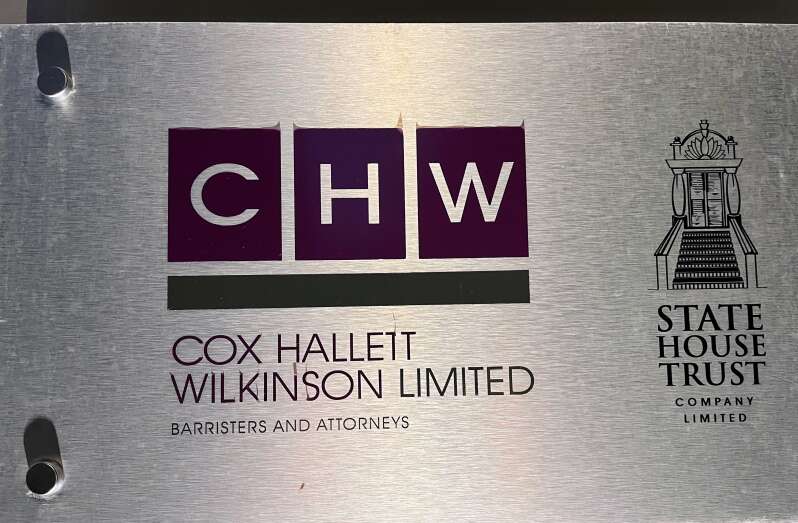 CHW
COX HALLETT
WILKINSON LIMITED
BARRISTERS AND ATTORNEYS
STATE
HOUSE
TRUST
COMPANY
LIMITED